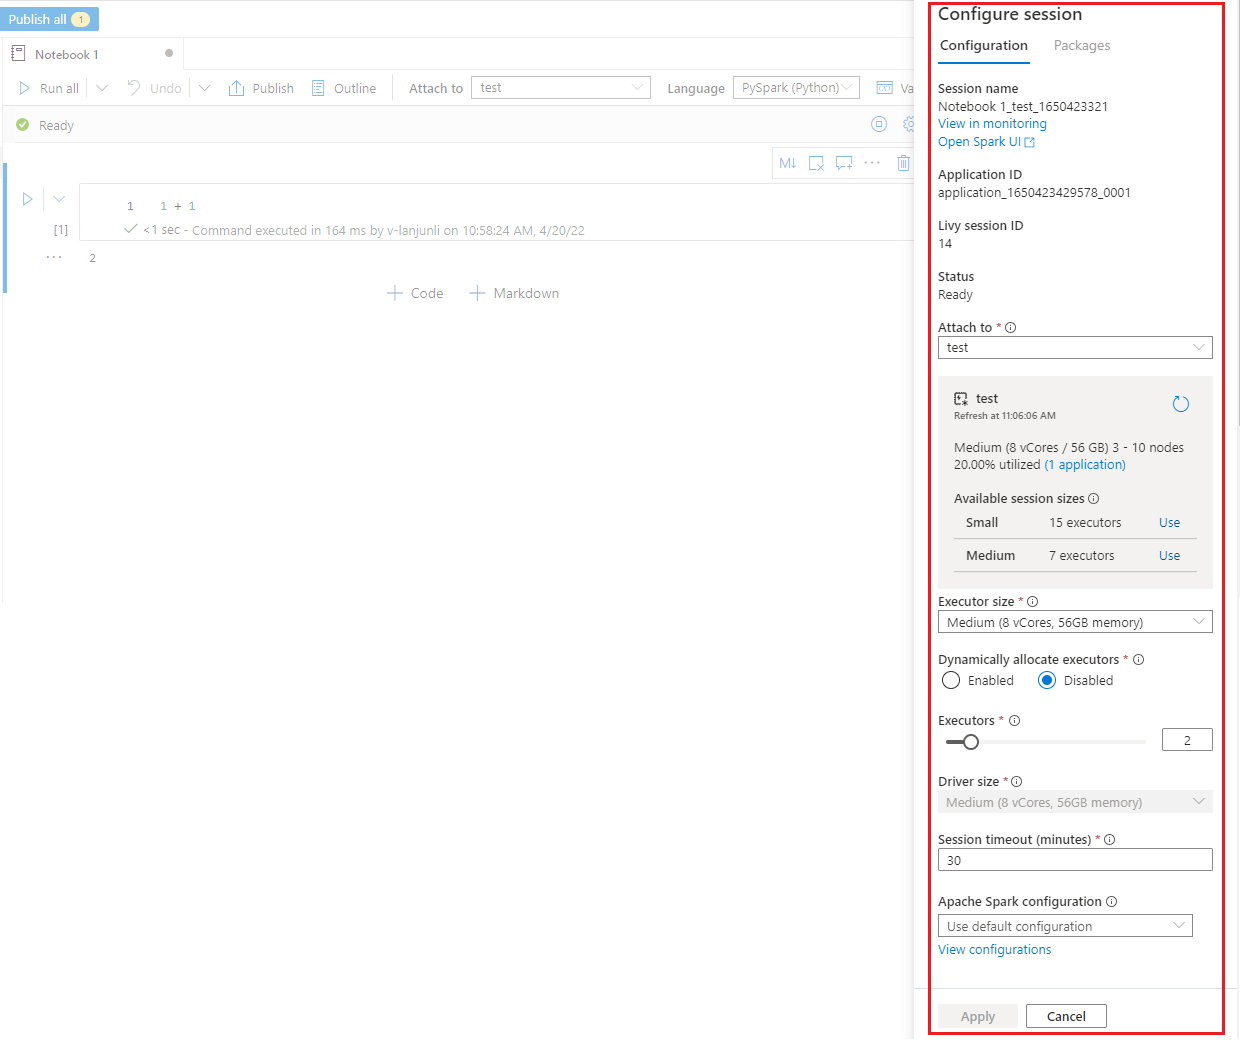 Publish all 1
Notebook 1
Run all Undo Publish Outline Attach to test Language PySpark (Python) Va
Ready
M↓ ...
1 1 + 1
[1] <1 sec - Command executed in 164 ms by v-lanjunli on 10:58:24 AM, 4/20/22
... 2
+ Code + Markdown
Configure session
Configuration Packages
Session name
Notebook 1_test_1650423321
View in monitoring
Open Spark UI
Application ID
application_1650423429578_0001
Livy session ID
14
Status
Ready
Attach to *
test
test
Refresh at 11:06:06 AM
Medium (8 vCores / 56 GB) 3 - 10 nodes
20.00% utilized (1 application)
Available session sizes
Small 15 executors Use
Medium 7 executors Use
Executor size *
Medium (8 vCores, 56GB memory)
Dynamically allocate executors *
Enabled Disabled
Executors *
2
Driver size *
Medium (8 vCores, 56GB memory)
Session timeout (minutes) *
30
Apache Spark configuration
Use default configuration
View configurations
Apply Cancel